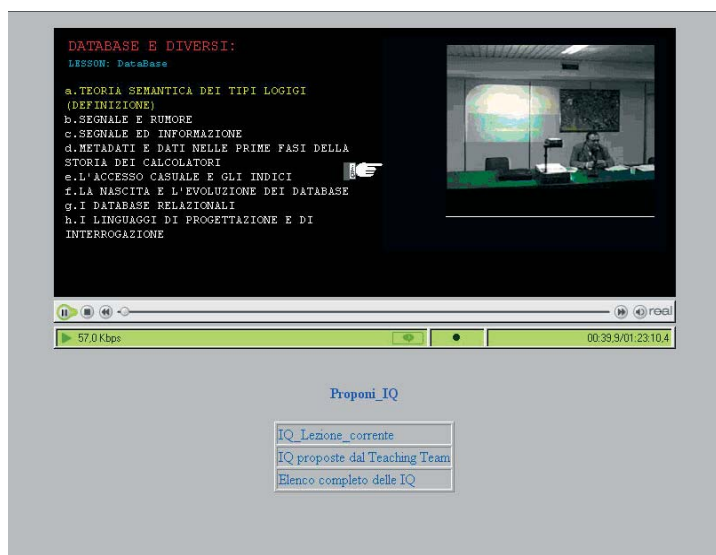 DATABASE E DIVERSI:
LESSON: DataBase
a.TEORIA SEMANTICA DEI TIPI LOGIGI
(DEFINIZIONE)
b.SEGNALE E RUMORE
c.SEGNALE ED INFORMAZIONE
d.METADATI E DATI NELLE PRIME FASI DELLA
STORIA DEI CALCOLATORI
e.L'ACCESSO CASUALE E GLI INDICI
f.LA NASCITA E L'EVOLUZIONE DEI DATABASE
g.I DATABASE RELAZIONALI
h.I LINGUAGGI DI PROGETTAZIONE E DI
INTERROGAZIONE
real
57,0 Kbps
00:39,9/01:23:10,4
Proponi_IQ
IQ_Lezione_corrente
IQ proposte dal Teaching Team
Elenco completo delle IQ